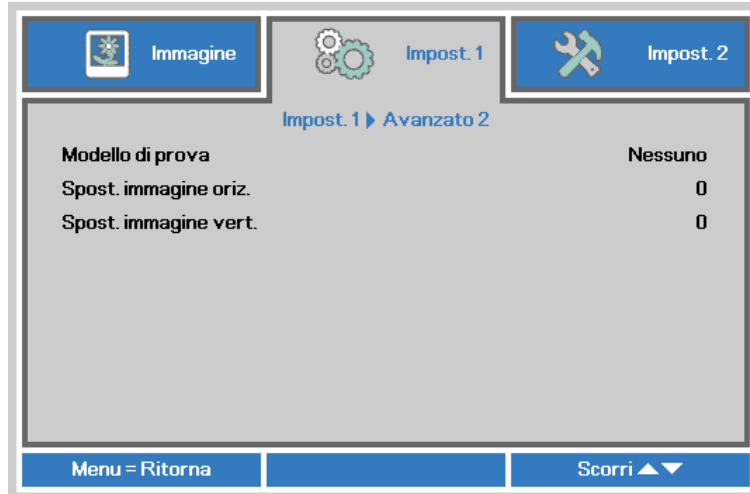 Immagine
Impost. 1
Impost. 2
Impost. 1 ▶ Avanzato 2
Modello di prova Nessuno
Spost. immagine oriz. 0
Spost. immagine vert. 0
Menu = Ritorna
Scorri ▲▼